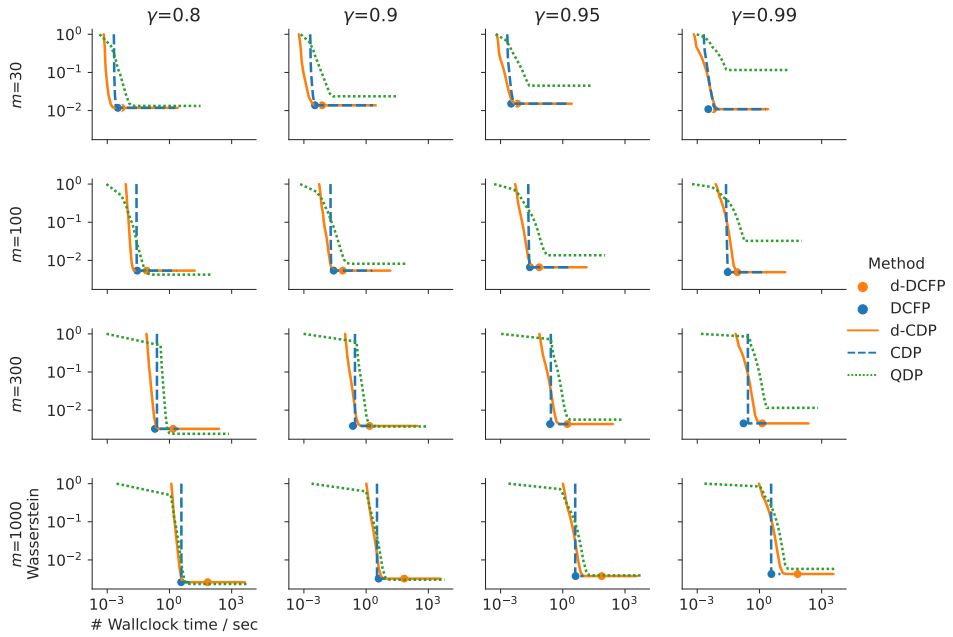 γ=0.8 γ=0.9 γ=0.95 γ=0.99
m=30
10⁰
10⁻¹
10⁻²
m=100
10⁰
10⁻¹
10⁻²
m=300
10⁰
10⁻¹
10⁻²
m=1000
Wasserstein
10⁰
10⁻¹
10⁻²
10⁻³ 10⁰ 10³ 10⁻³ 10⁰ 10³ 10⁻³ 10⁰ 10³ 10⁻³ 10⁰ 10³
# Wallclock time / sec
Method
d-DCFP
DCFP
d-CDP
CDP
QDP